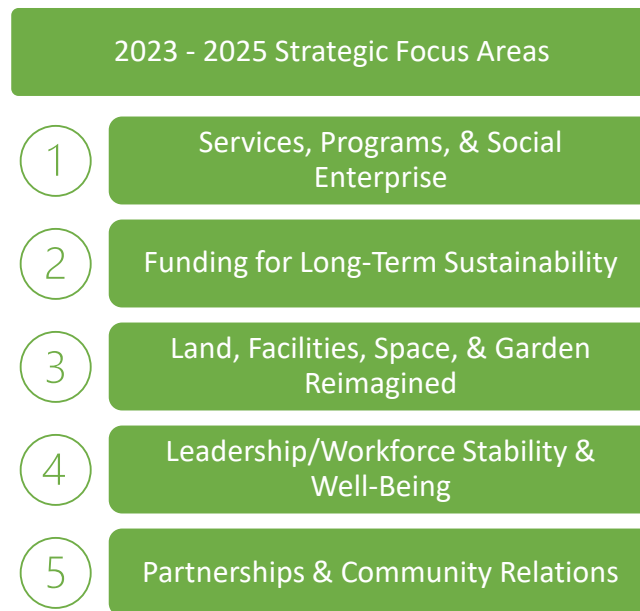 2023 - 2025 Strategic Focus Areas
1
Services, Programs, & Social
Enterprise
2
Funding for Long-Term Sustainability
3
Land, Facilities, Space, & Garden
Reimagined
4
Leadership/Workforce Stability &
Well-Being
5
Partnerships & Community Relations